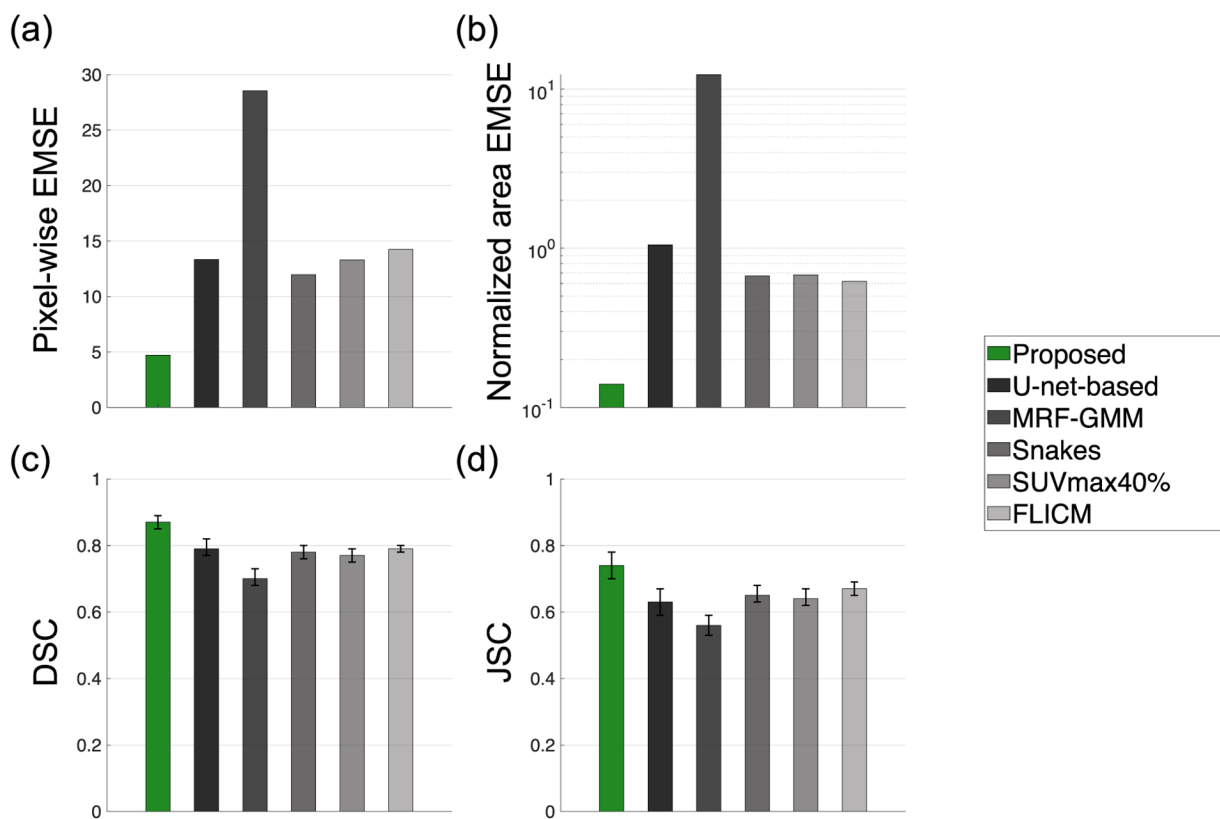 (a)
Pixel-wise EMSE
30
25
20
15
10
5
0
(b)
Normalized area EMSE
10^1
10^0
10^-1
(c)
DSC
1
0.8
0.6
0.4
0.2
0
(d)
JSC
1
0.8
0.6
0.4
0.2
0
Proposed
U-net-based
MRF-GMM
Snakes
SUVmax40%
FLICM